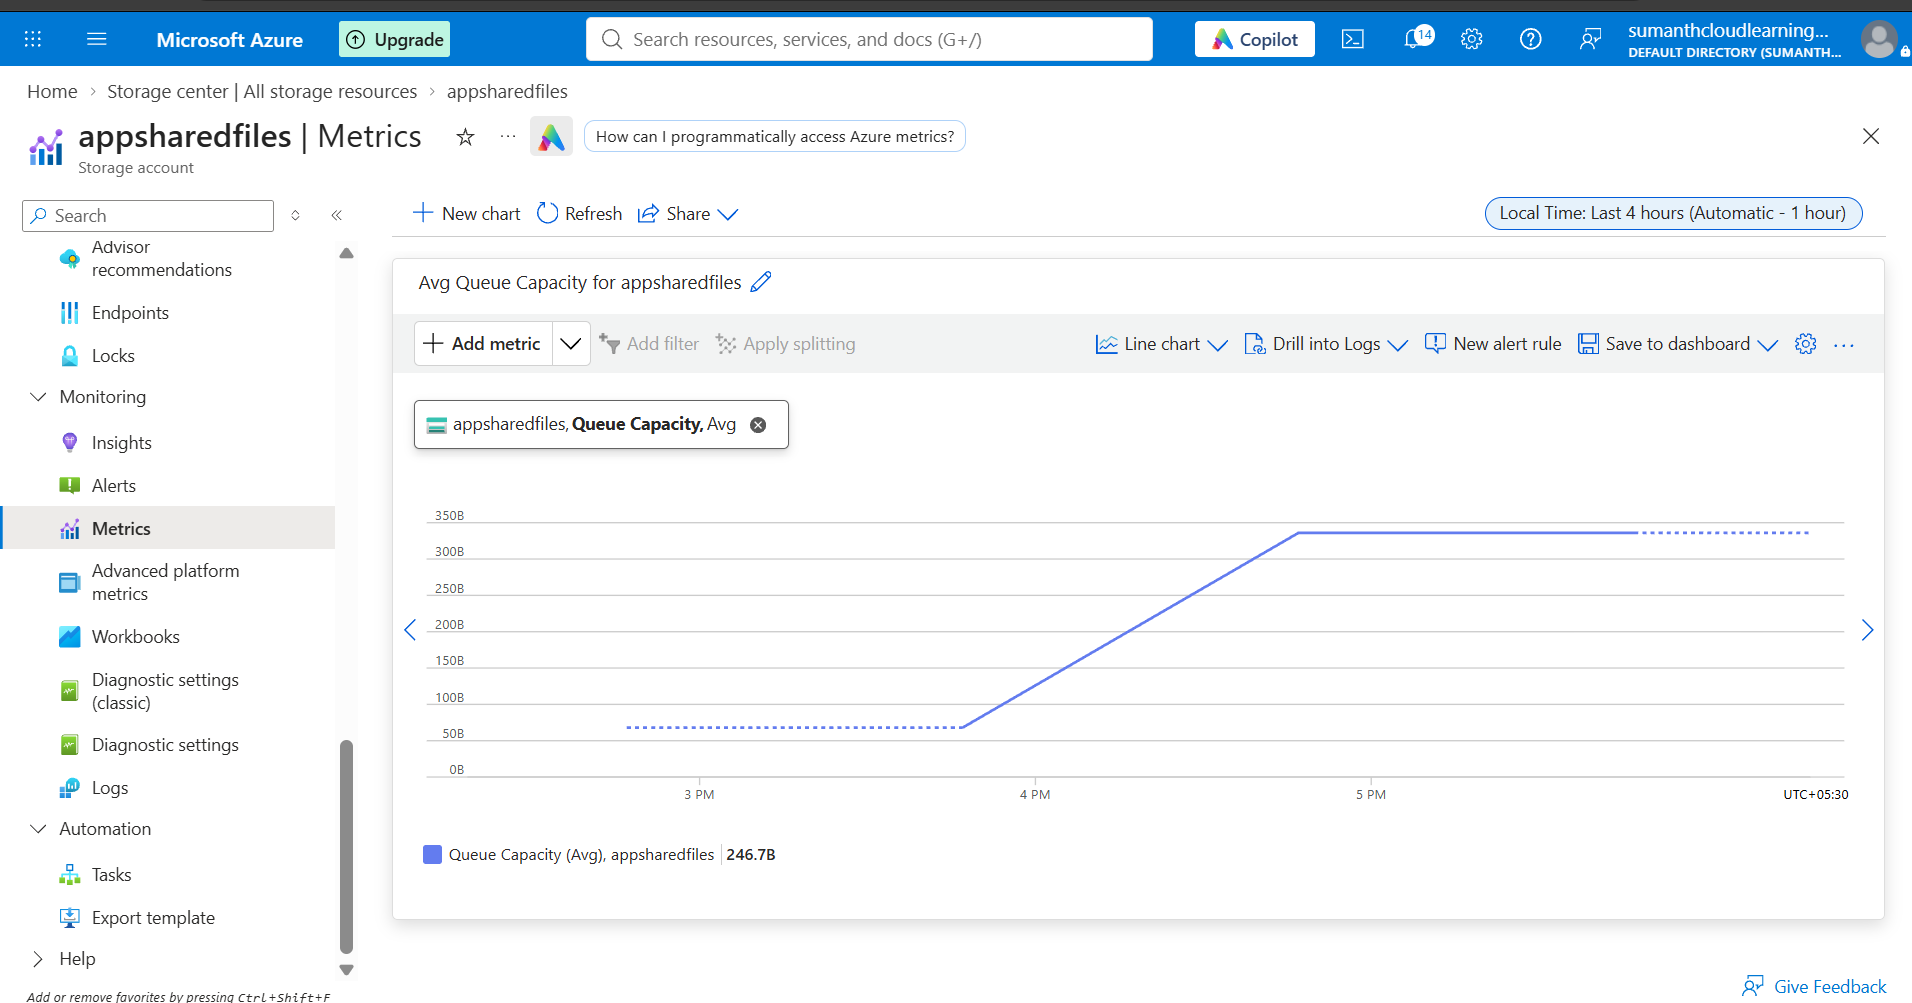 Microsoft Azure
Upgrade
Search resources, services, and docs (G+/)
Copilot
14
sumanthcloudlearning...
DEFAULT DIRECTORY (SUMANTH...
Home > Storage center | All storage resources > appsharedfiles
appsharedfiles | Metrics
How can I programmatically access Azure metrics?
Storage account
Search
Advisor
recommendations
Endpoints
Locks
Monitoring
Insights
Alerts
Metrics
Advanced platform
metrics
Workbooks
Diagnostic settings
(classic)
Diagnostic settings
Logs
Automation
Tasks
Export template
Help
Add or remove favorites by pressing Ctrl+Shift+F
New chart
Refresh
Share
Local Time: Last 4 hours (Automatic - 1 hour)
Avg Queue Capacity for appsharedfiles
Add metric
Add filter
Apply splitting
Line chart
Drill into Logs
New alert rule
Save to dashboard
appsharedfiles, Queue Capacity, Avg
350B
300B
250B
200B
150B
100B
50B
0B
3 PM
4 PM
5 PM
UTC+05:30
Queue Capacity (Avg), appsharedfiles | 246.7B
Give Feedback